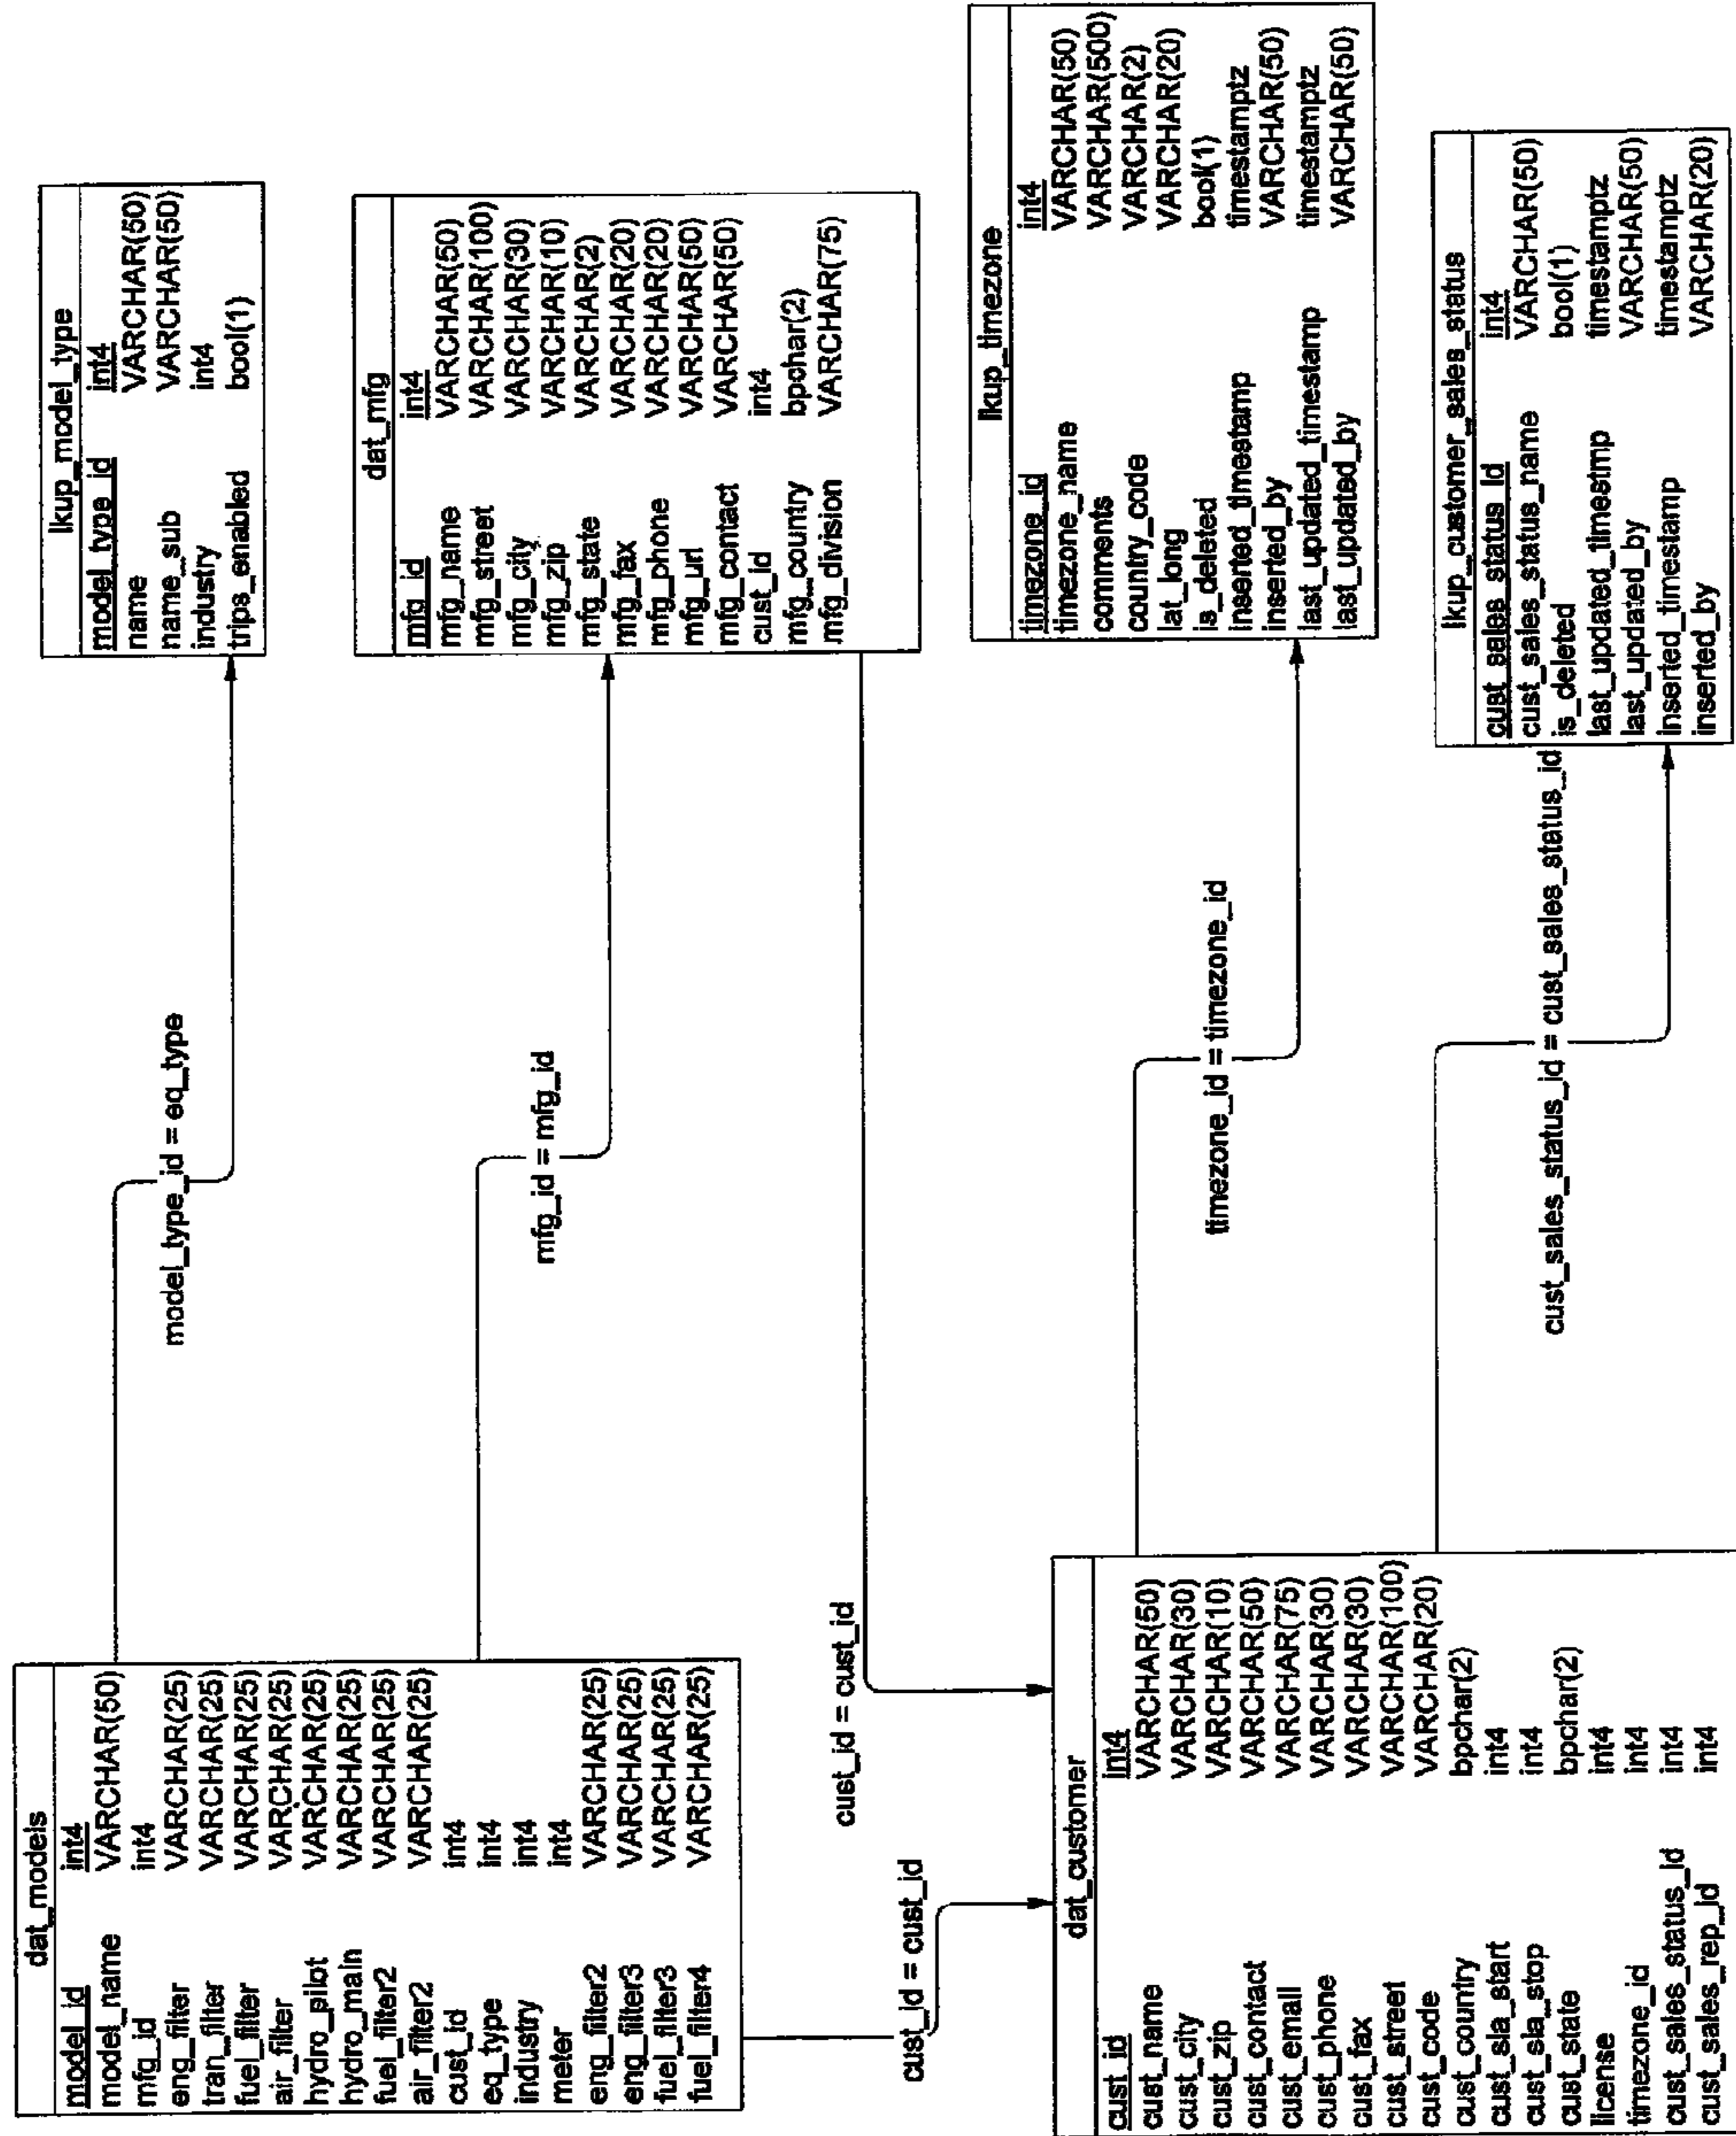 dat_models
model_id int4
model_name VARCHAR(50)
mfg_id int4
eng_filter VARCHAR(25)
tran_filter VARCHAR(25)
fuel_filter VARCHAR(25)
air_filter VARCHAR(25)
hydro_pilot VARCHAR(25)
hydro_main VARCHAR(25)
fuel_filter2 VARCHAR(25)
air_filter2 VARCHAR(25)
cust_id int4
eq_type int4
industry int4
meter int4
eng_filter2 VARCHAR(25)
eng_filter3 VARCHAR(25)
fuel_filter3 VARCHAR(25)
fuel_filter4 VARCHAR(25)
model_type_id = eq_type
lkup_model_type
model_type_id int4
name VARCHAR(50)
name_sub VARCHAR(50)
industry int4
trips_enabled bool(1)
mfg_id = mfg_id
dat_mfg
mfg_id int4
mfg_name VARCHAR(50)
mfg_street VARCHAR(100)
mfg_city VARCHAR(30)
mfg_zip VARCHAR(10)
mfg_state VARCHAR(2)
mfg_fax VARCHAR(20)
mfg_phone VARCHAR(20)
mfg_url VARCHAR(50)
mfg_contact VARCHAR(50)
cust_id int4
mfg_country bpchar(2)
mfg_division VARCHAR(75)
cust_id = cust_id
cust_id = cust_id
dat_customer
cust_id int4
cust_name VARCHAR(50)
cust_city VARCHAR(30)
cust_zip VARCHAR(10)
cust_contact VARCHAR(50)
cust_email VARCHAR(75)
cust_phone VARCHAR(30)
cust_fax VARCHAR(30)
cust_street VARCHAR(100)
cust_code VARCHAR(20)
cust_country bpchar(2)
cust_sla_start int4
cust_sla_stop int4
cust_state bpchar(2)
license int4
timezone_id int4
cust_sales_status_id int4
cust_sales_rep_id int4
timezone_id = timezone_id
lkup_timezone
timezone_id int4
timezone_name VARCHAR(50)
comments VARCHAR(500)
country_code VARCHAR(2)
lat_long VARCHAR(20)
is_deleted bool(1)
inserted_timestamp timestamptz
inserted_by VARCHAR(50)
last_updated_timestamp timestamptz
last_updated_by VARCHAR(50)
cust_sales_status_id = cust_sales_status_id
lkup_customer_sales_status
cust_sales_status_id int4
cust_sales_status_name VARCHAR(50)
is_deleted bool(1)
last_updated_timestmp timestamptz
last_updated_by VARCHAR(50)
inserted_timestamp timestamptz
inserted_by VARCHAR(20)